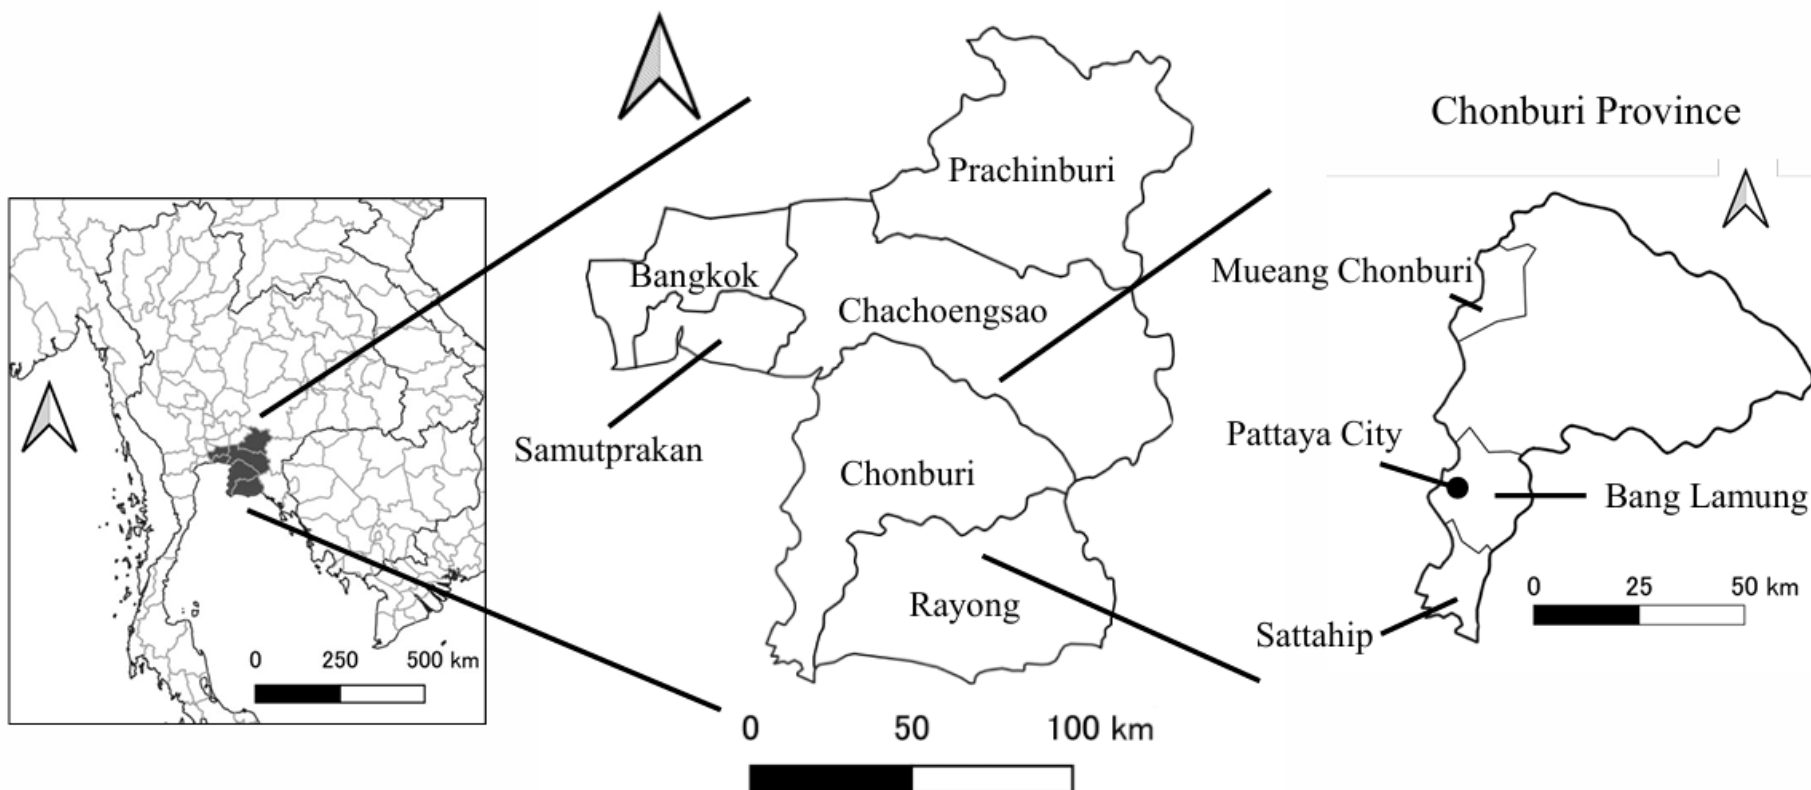 0 250 500 km
Prachinburi
Bangkok
Chachoengsao
Samutprakan
Chonburi
Rayong
0 50 100 km
Chonburi Province
Mueang Chonburi
Pattaya City
Bang Lamung
0 25 50 km
Sattahip